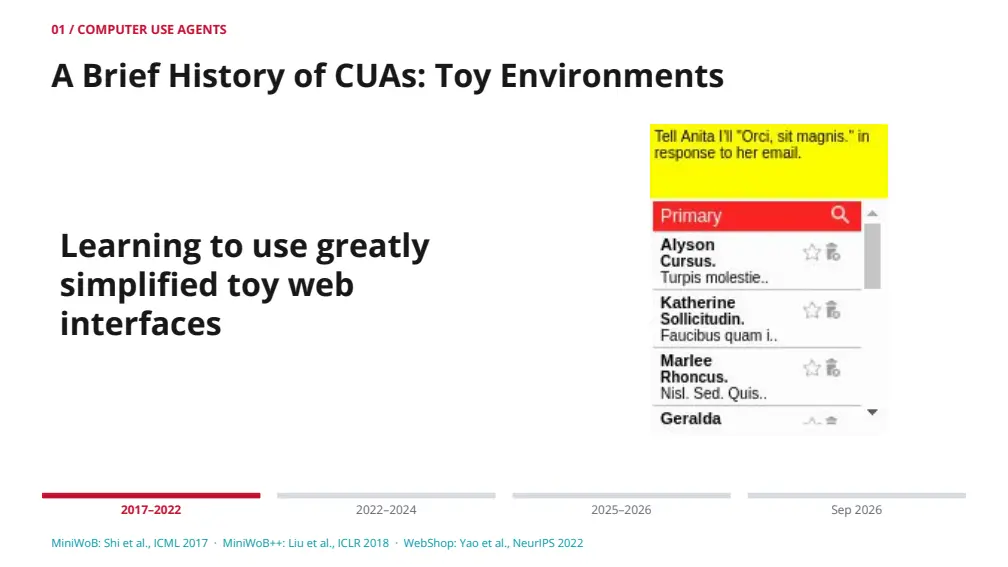 01 / COMPUTER USE AGENTS
A Brief History of CUAs: Toy Environments
Learning to use greatly
simplified toy web
interfaces
Tell Anita I'll "Orci, sit magnis." in
response to her email.
Primary
Alyson
Cursus.
Turpis molestie..
Katherine
Sollicitudin.
Faucibus quam i..
Marlee
Rhoncus.
Nisl. Sed. Quis..
Geralda
2017–2022
2022–2024
2025–2026
Sep 2026
MiniWoB: Shi et al., ICML 2017 · MiniWoB++: Liu et al., ICLR 2018 · WebShop: Yao et al., NeurIPS 2022